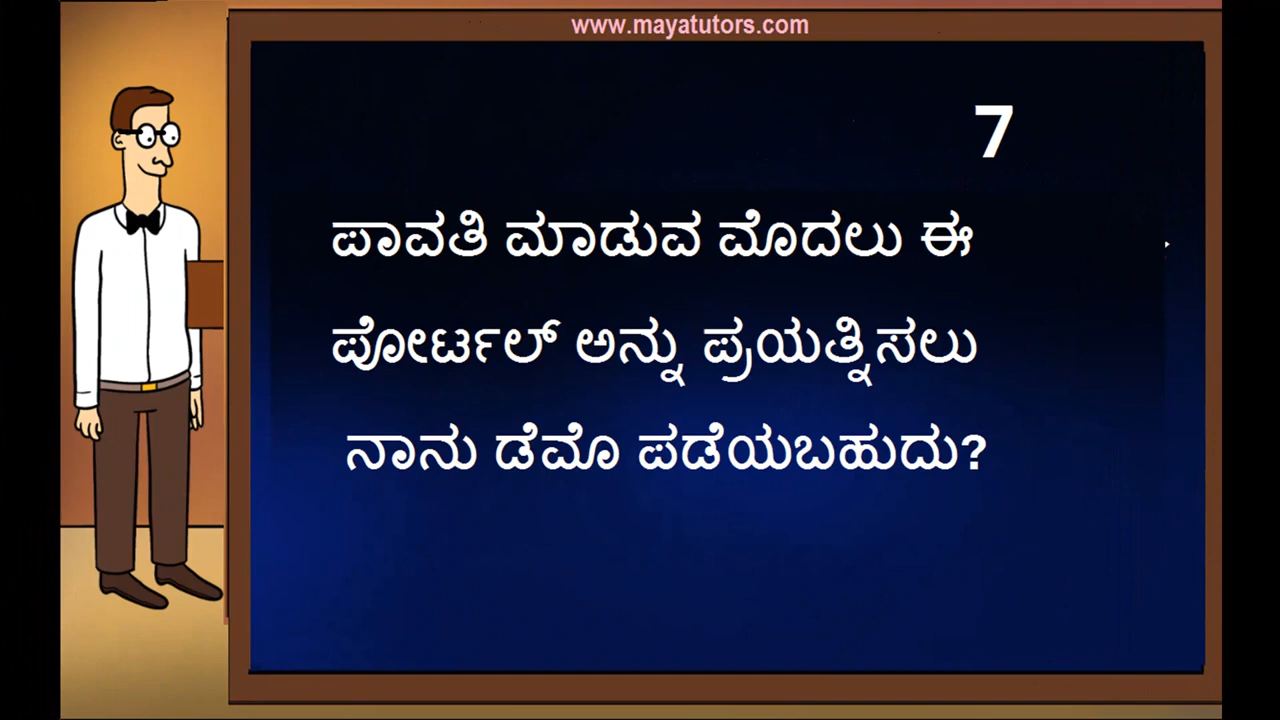 www.mayatutors.com
7
ಪಾವತಿ ಮಾಡುವ ಮೊದಲು ಈ
ಪೋರ್ಟಲ್ ಅನ್ನು ಪ್ರಯತ್ನಿಸಲು
ನಾನು ಡೆಮೊ ಪಡೆಯಬಹುದು?